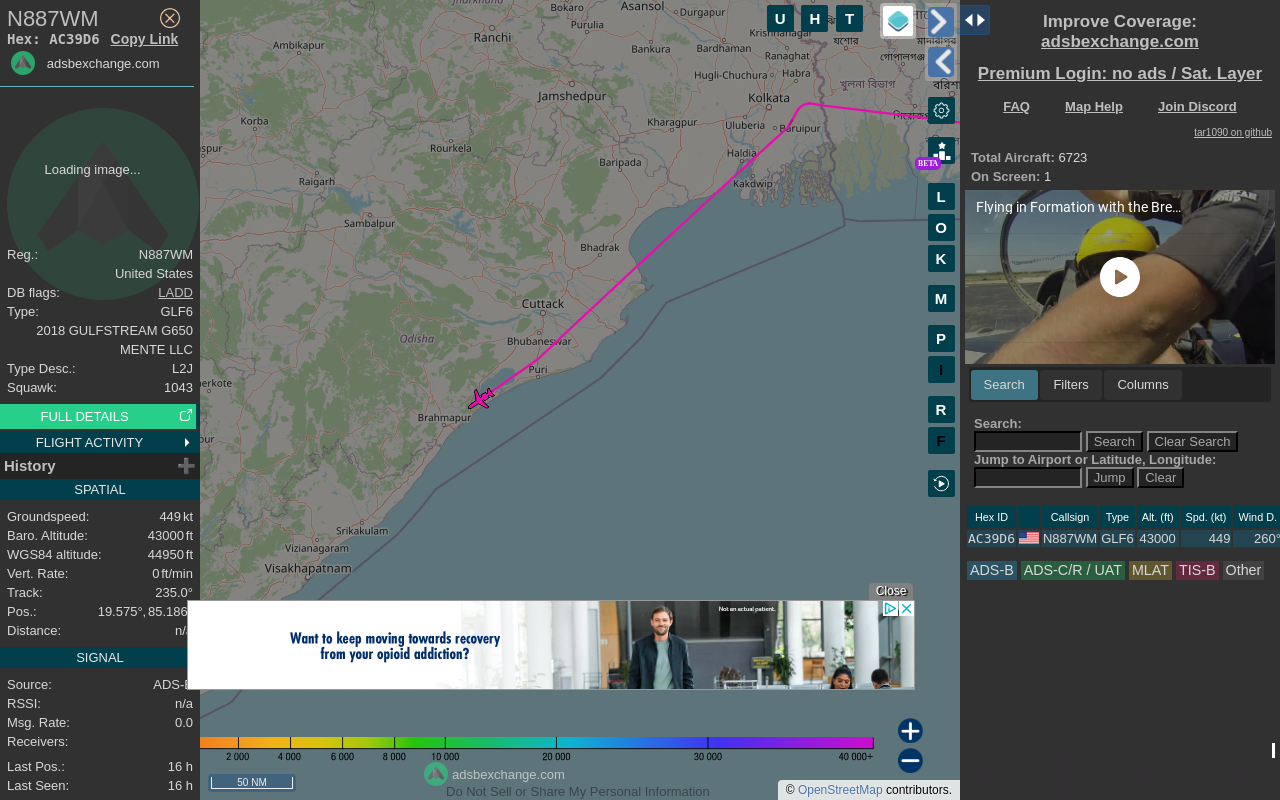 N887WM
Hex: AC39D6 Copy Link
adsbexchange.com
Loading image...
Reg.: N887WM
United States
DB flags: LADD
Type: GLF6
2018 GULFSTREAM G650
MENTE LLC
Type Desc.: L2J
Squawk: 1043
FULL DETAILS
FLIGHT ACTIVITY
History
SPATIAL
Groundspeed: 449 kt
Baro. Altitude: 43000 ft
WGS84 altitude: 44950 ft
Vert. Rate: 0 ft/min
Track: 235.0°
Pos.: 19.575°, 85.186
Distance:
SIGNAL
Source:
RSSI: n/a
Msg. Rate: 0.0
Receivers:
Last Pos.: 16 h
Last Seen: 16 h
Jharkhand
Bokaro
Asansol
Durgapur
Purulia
Ranchi
Ambikapur
Bankura
Bardhaman
Krishnanagar
যশোর
Ranaghat
Hugli-Chuchura
Habra
গোপালগঞ্জ
খুলনা বিভাগ
Jamshedpur
Kolkata
Korba
Kharagpur
Uluberia
Baruipur
Rourkela
Baripada
Haldia
Kakdwip
Raigarh
Sambalpur
Bhadrak
Cuttack
Odisha
Bhubaneswar
Puri
Brahmapur
Srikakulam
Vizianagaram
Visakhapatnam
U H T
BETA
L
O
K
M
P
I
R
F
Close
Not an actual patient.
Want to keep moving towards recovery
from your opioid addiction?
2 000 4 000 6 000 8 000 10 000 20 000 30 000 40 000+
50 NM
adsbexchange.com
Do Not Sell or Share My Personal Information
© OpenStreetMap contributors.
Improve Coverage:
adsbexchange.com
Premium Login: no ads / Sat. Layer
FAQ Map Help Join Discord
tar1090 on github
Total Aircraft: 6723
On Screen: 1
Flying in Formation with the Bre...
Search Filters Columns
Search:
Search Clear Search
Jump to Airport or Latitude, Longitude:
Jump Clear
Hex ID Callsign Type Alt. (ft) Spd. (kt) Wind D.
AC39D6 N887WM GLF6 43000 449 260°
ADS-B ADS-C/R / UAT MLAT TIS-B Other